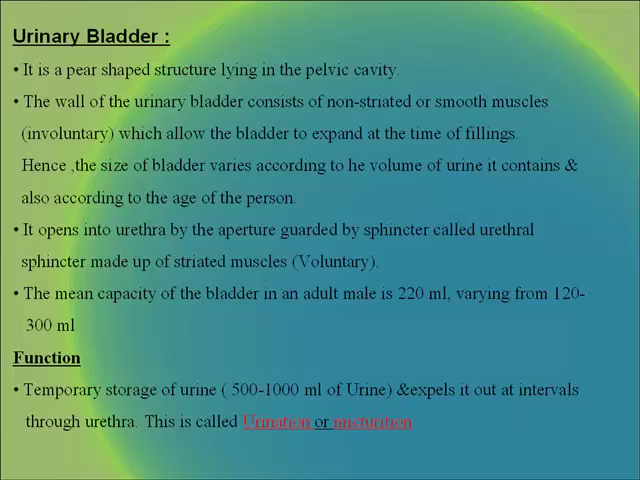 Urinary Bladder :
• It is a pear shaped structure lying in the pelvic cavity.
• The wall of the urinary bladder consists of non-striated or smooth muscles
(involuntary) which allow the bladder to expand at the time of fillings.
Hence ,the size of bladder varies according to he volume of urine it contains &
also according to the age of the person.
• It opens into urethra by the aperture guarded by sphincter called urethral
sphincter made up of striated muscles (Voluntary).
• The mean capacity of the bladder in an adult male is 220 ml, varying from 120-
300 ml
Function
• Temporary storage of urine ( 500-1000 ml of Urine) &expels it out at intervals
through urethra. This is called Urination or micturition